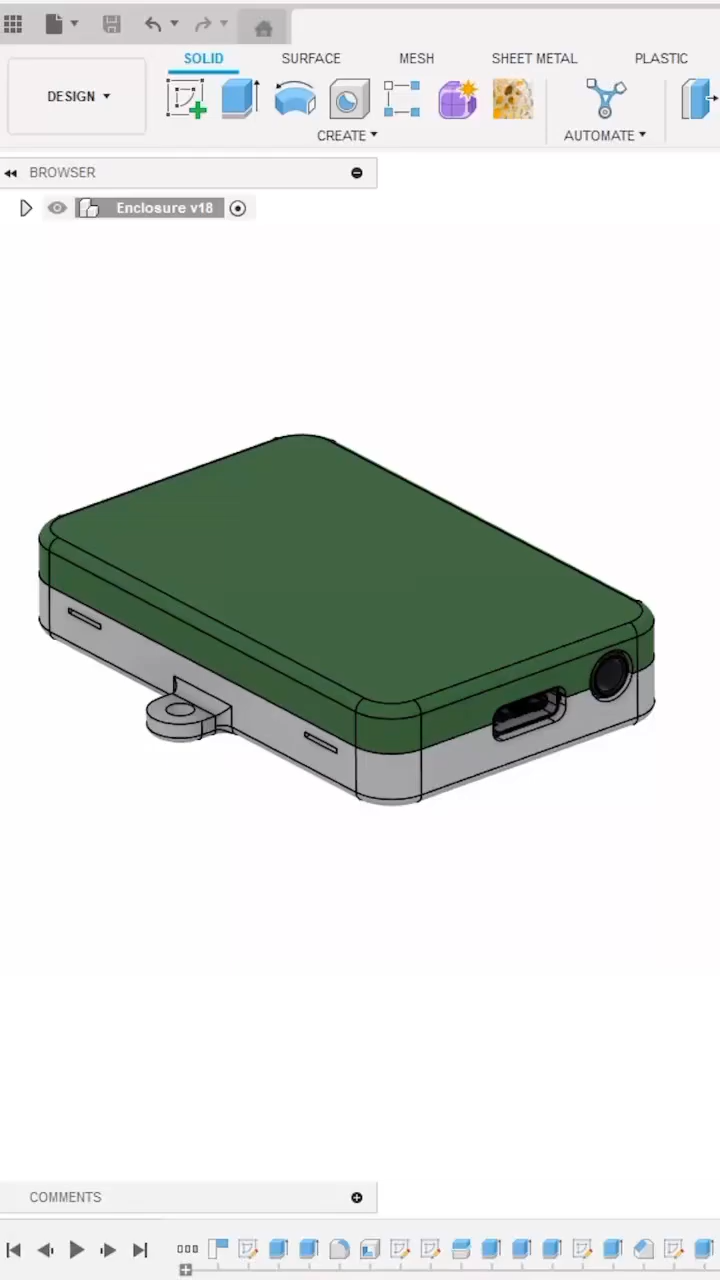 SOLID SURFACE MESH SHEET METAL PLASTIC
DESIGN
CREATE AUTOMATE
BROWSER
Enclosure v18
COMMENTS